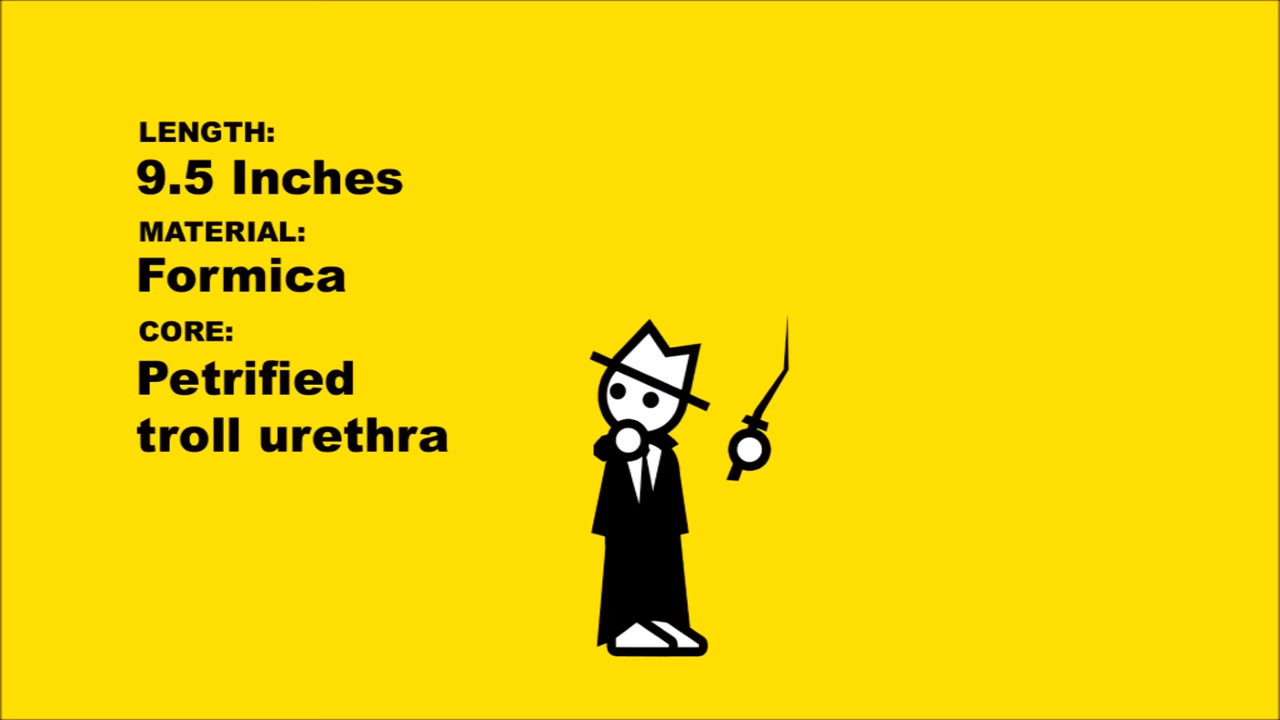 LENGTH:
9.5 Inches
MATERIAL:
Formica
CORE:
Petrified
troll urethra